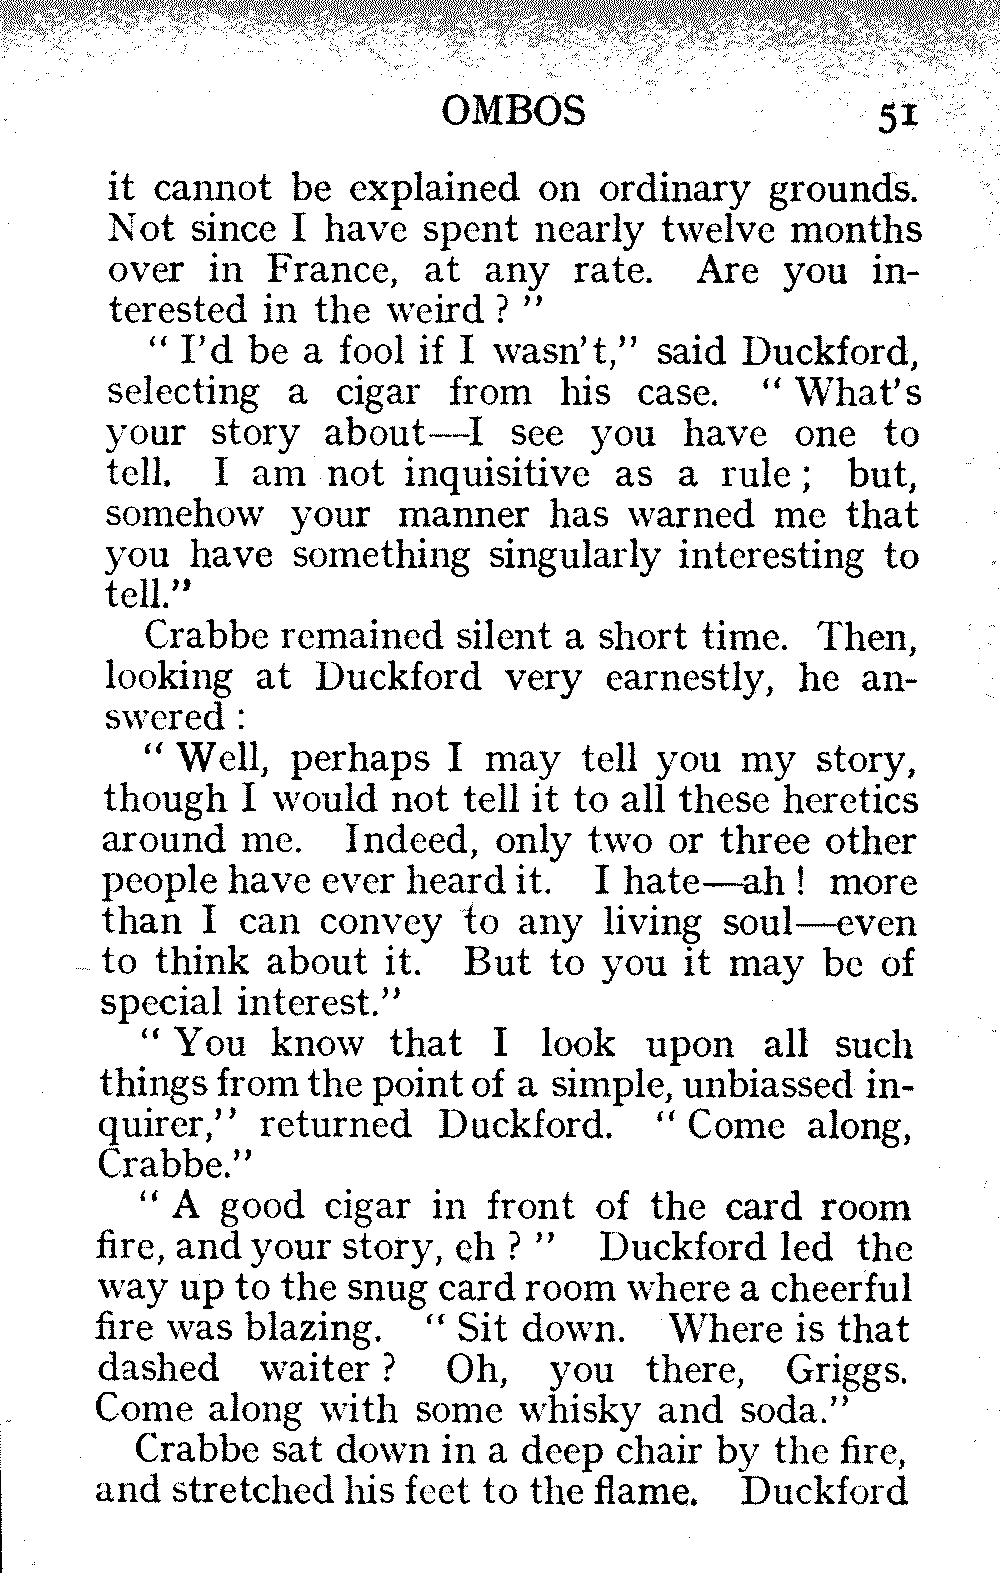 OMBOS 51
it cannot be explained on ordinary grounds.
Not since I have spent nearly twelve months
over in France, at any rate. Are you in-
terested in the weird ? ”
“ I’d be a fool if I wasn’t,” said Duckford,
selecting a cigar from his case. “ What’s
your story about—I see you have one to
tell. I am not inquisitive as a rule ; but,
somehow your manner has warned me that
you have something singularly interesting to
tell.”
Crabbe remained silent a short time. Then,
looking at Duckford very earnestly, he an-
swered :
“ Well, perhaps I may tell you my story,
though I would not tell it to all these heretics
around me. Indeed, only two or three other
people have ever heard it. I hate—ah ! more
than I can convey to any living soul—even
to think about it. But to you it may be of
special interest.”
“ You know that I look upon all such
things from the point of a simple, unbiassed in-
quirer,” returned Duckford. “ Come along,
Crabbe.”
“ A good cigar in front of the card room
fire, and your story, eh ? ” Duckford led the
way up to the snug card room where a cheerful
fire was blazing. “ Sit down. Where is that
dashed waiter ? Oh, you there, Griggs.
Come along with some whisky and soda.”
Crabbe sat down in a deep chair by the fire,
and stretched his feet to the flame. Duckford